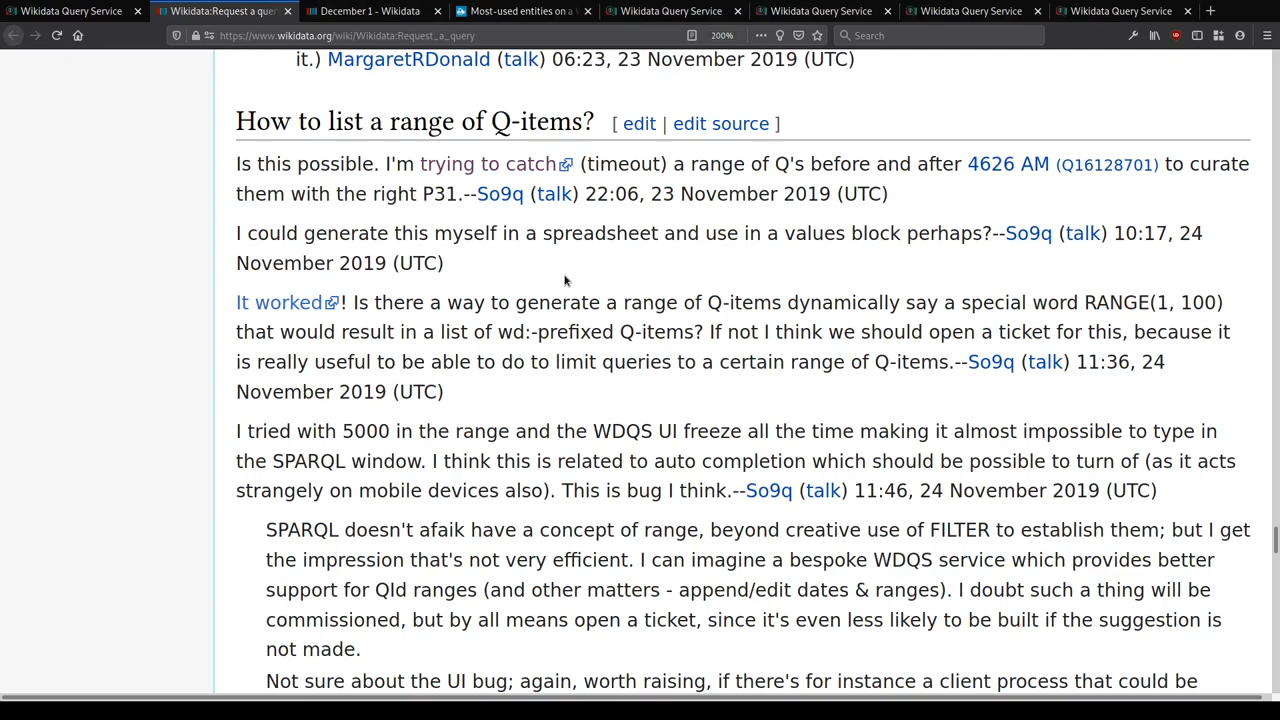 Wikidata Query Service
Wikidata:Request a quer
December 1 - Wikidata
Most-used entities on a
Wikidata Query Service
Wikidata Query Service
Wikidata Query Service
Wikidata Query Service
https://www.wikidata.org/wiki/Wikidata:Request_a_query
200%
Search
it.) MargaretRDonald (talk) 06:23, 23 November 2019 (UTC)
How to list a range of Q-items? [ edit | edit source ]
Is this possible. I'm trying to catch (timeout) a range of Q's before and after 4626 AM (Q16128701) to curate
them with the right P31.--So9q (talk) 22:06, 23 November 2019 (UTC)
I could generate this myself in a spreadsheet and use in a values block perhaps?--So9q (talk) 10:17, 24
November 2019 (UTC)
It worked! Is there a way to generate a range of Q-items dynamically say a special word RANGE(1, 100)
that would result in a list of wd:-prefixed Q-items? If not I think we should open a ticket for this, because it
is really useful to be able to do to limit queries to a certain range of Q-items.--So9q (talk) 11:36, 24
November 2019 (UTC)
I tried with 5000 in the range and the WDQS UI freeze all the time making it almost impossible to type in
the SPARQL window. I think this is related to auto completion which should be possible to turn of (as it acts
strangely on mobile devices also). This is bug I think.--So9q (talk) 11:46, 24 November 2019 (UTC)
SPARQL doesn't afaik have a concept of range, beyond creative use of FILTER to establish them; but I get
the impression that's not very efficient. I can imagine a bespoke WDQS service which provides better
support for QId ranges (and other matters - append/edit dates & ranges). I doubt such a thing will be
commissioned, but by all means open a ticket, since it's even less likely to be built if the suggestion is
not made.
Not sure about the UI bug; again, worth raising, if there's for instance a client process that could be